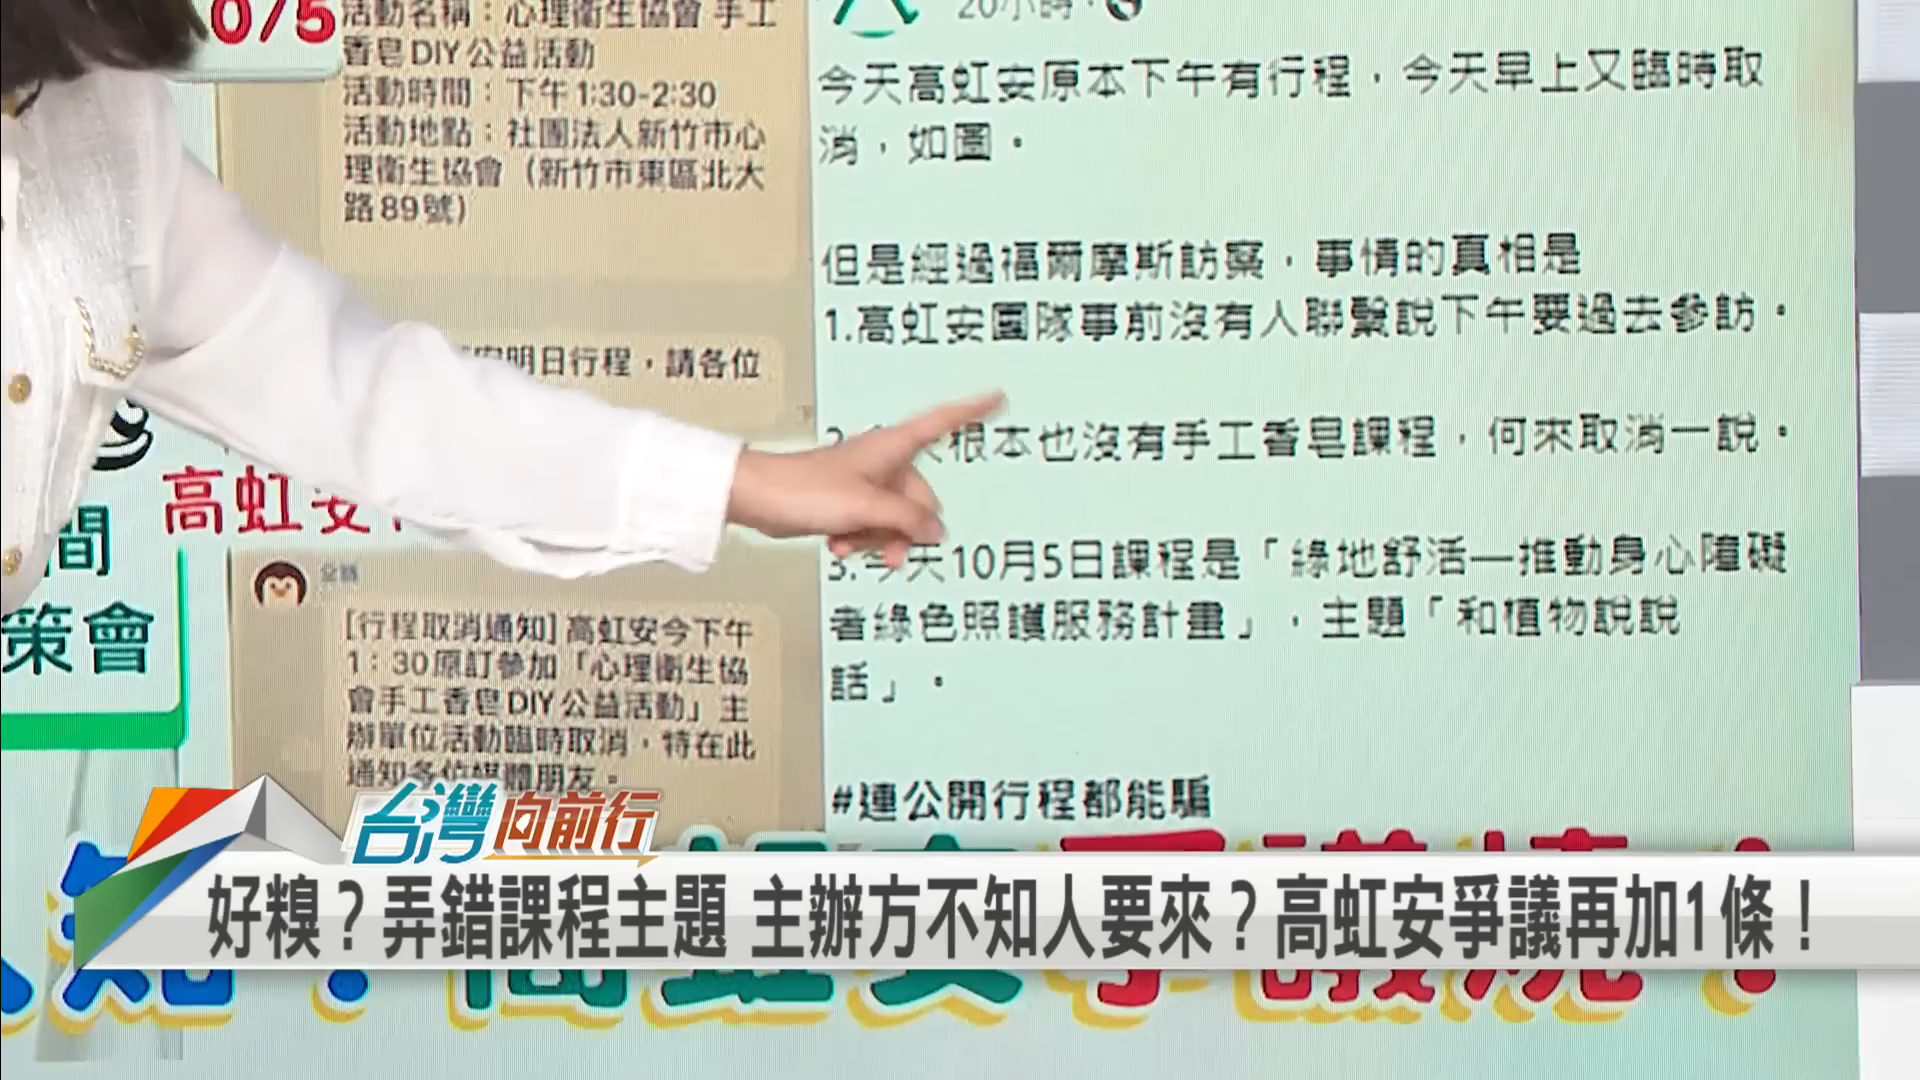 0/5
活動名稱：心理衛生協會 手工
香皂DIY公益活動
活動時間：下午1:30-2:30
活動地點：社團法人新竹市心
理衛生協會（新竹市東區北大
路89號）
明日行程，請各位
高虹安
間
策會
[行程取消通知]高虹安今下午
1：30原訂參加「心理衛生協
會手工香皂DIY公益活動」主
辦單位活動臨時取消，特在此
通知各位媒體朋友。
20小時·
今天高虹安原本下午有行程，今天早上又臨時取
消，如圖。
但是經過福爾摩斯訪案，事情的真相是
1.高虹安團隊事前沒有人聯繫說下午要過去參訪。
根本也沒有手工香皂課程，何來取消一說。
3.今天10月5日課程是「綠地舒活—推動身心障礙
者綠色照護服務計畫」，主題「和植物說說
話」。
#連公開行程都能騙
台灣向前行
好糗？弄錯課程主題 主辦方不知人要來？高虹安爭議再加1條！